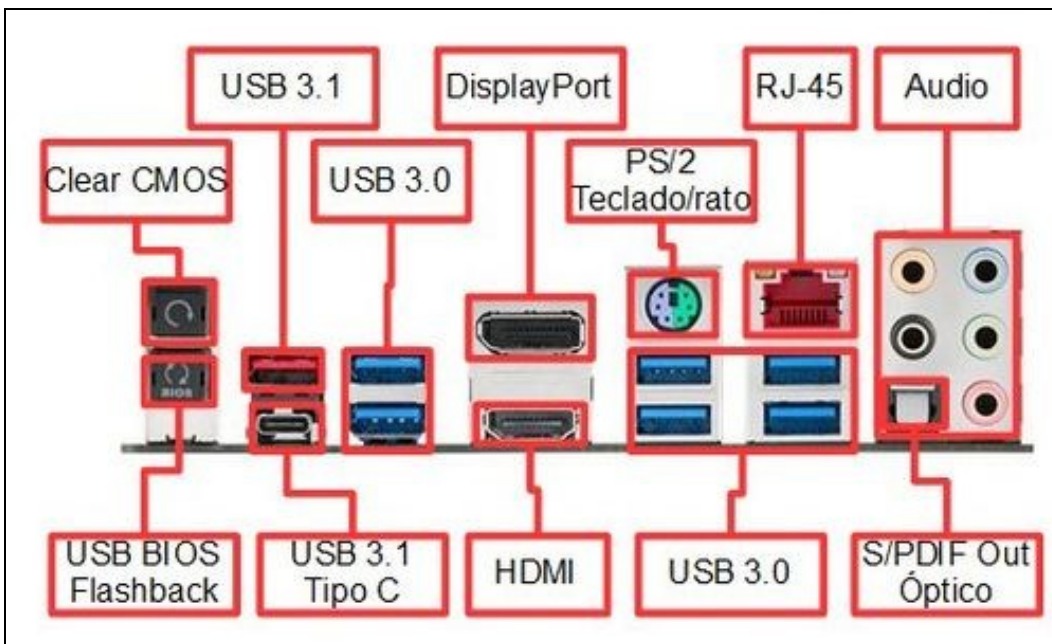 USB 3.1
DisplayPort
RJ-45
Audio
Clear CMOS
USB 3.0
PS/2
Teclado/rato
BIOS
USB BIOS
Flashback
USB 3.1
Tipo C
HDMI
USB 3.0
S/PDIF Out
Óptico